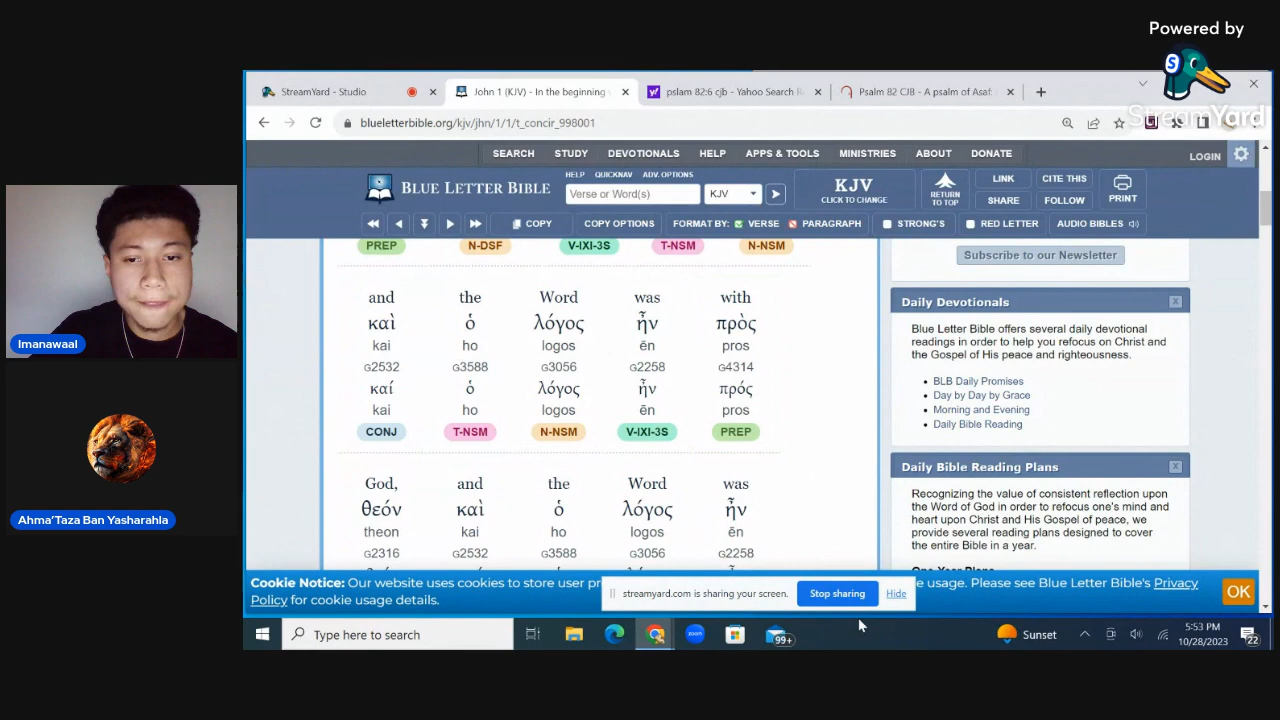 Powered by
StreamYard
StreamYard - Studio
John 1 (KJV) - In the beginning
pslam 82:6 cjb - Yahoo Search R
Psalm 82 CJB - A psalm of Asaf:
blueletterbible.org/kjv/jhn/1/1/t_concir_998001
SEARCH STUDY DEVOTIONALS HELP APPS & TOOLS MINISTRIES ABOUT DONATE
LOGIN
BLUE LETTER BIBLE
HELP QUICKNAV ADV. OPTIONS
Verse or Word(s)
KJV
KJV
CLICK TO CHANGE
RETURN
TO TOP
LINK
CITE THIS
SHARE
FOLLOW
PRINT
COPY COPY OPTIONS FORMAT BY: VERSE PARAGRAPH STRONG'S RED LETTER AUDIO BIBLES
PREP N-DSF V-IXI-3S T-NSM N-NSM
and the Word was with
καὶ ὁ λόγος ἦν πρὸς
kai ho logos ēn pros
G2532 G3588 G3056 G2258 G4314
καί ὁ λόγος ἦν πρός
kai ho logos ēn pros
CONJ T-NSM N-NSM V-IXI-3S PREP
God, and the Word was
θεόν καὶ ὁ λόγος ἦν
theon kai ho logos ēn
G2316 G2532 G3588 G3056 G2258
Subscribe to our Newsletter
Daily Devotionals
Blue Letter Bible offers several daily devotional
readings in order to help you refocus on Christ and
the Gospel of His peace and righteousness.
BLB Daily Promises
Day by Day by Grace
Morning and Evening
Daily Bible Reading
Daily Bible Reading Plans
Recognizing the value of consistent reflection upon
the Word of God in order to refocus one's mind and
heart upon Christ and His Gospel of peace, we
provide several reading plans designed to cover
the entire Bible in a year.
Cookie Notice: Our website uses cookies to store user pr
e usage. Please see Blue Letter Bible's Privacy
Policy for cookie usage details.
OK
streamyard.com is sharing your screen.
Stop sharing
Hide
Type here to search
99+
Sunset
5:53 PM
10/28/2023
22
Imanawaal
Ahma'Taza Ban Yasharahla